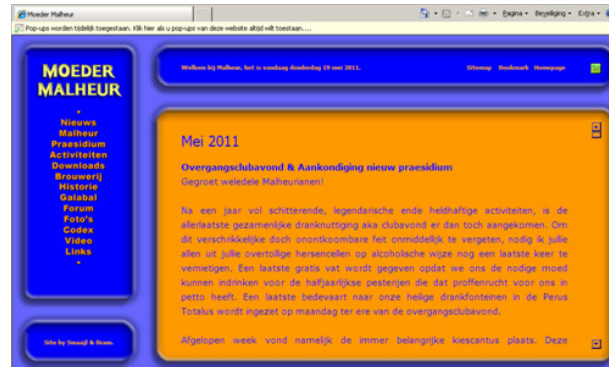 Moeder Malheur
Pagina
Beveiliging
Extra
Pop-ups worden tijdelijk toegestaan. Klik hier als u pop-ups van deze website altijd wilt toestaan....
MOEDER
MALHEUR
Nieuws
Malheur
Praesidium
Activiteiten
Downloads
Brouwerij
Historie
Galabal
Forum
Foto's
Codex
Video
Links
Site by Smaajl & Bram.
Welkom bij Malheur, het is vandaag donderdag 19 mei 2011.
Sitemap Bookmark Homepage
Mei 2011
Overgangsclubavond & Aankondiging nieuw praesidium
Gegroet weledele Malheurianen!
Na een jaar vol schitterende, legendarische ende heldhaftige activiteiten, is de
allerlaatste gezamenlijke dranknuttiging aka clubavond er dan toch aangekomen. Om
dit verschrikkelijke doch onontkoombare feit onmiddellijk te vergeten, nodig ik jullie
allen uit jullie overtollige hersencellen op alcoholische wijze nog een laatste keer te
vernietigen. Een laatste gratis vat wordt gegeven opdat we ons de nodige moed
kunnen indrinken voor de halfjaarlijkse pesterijen die dat proffenrucht voor ons in
petto heeft. Een laatste bedevaart naar onze heilige drankfonteinen in de Perus
Totalus wordt ingezet op maandag ter ere van de overgangsclubavond.
Afgelopen week vond namelijk de immer belangrijke kiescantus plaats. Deze